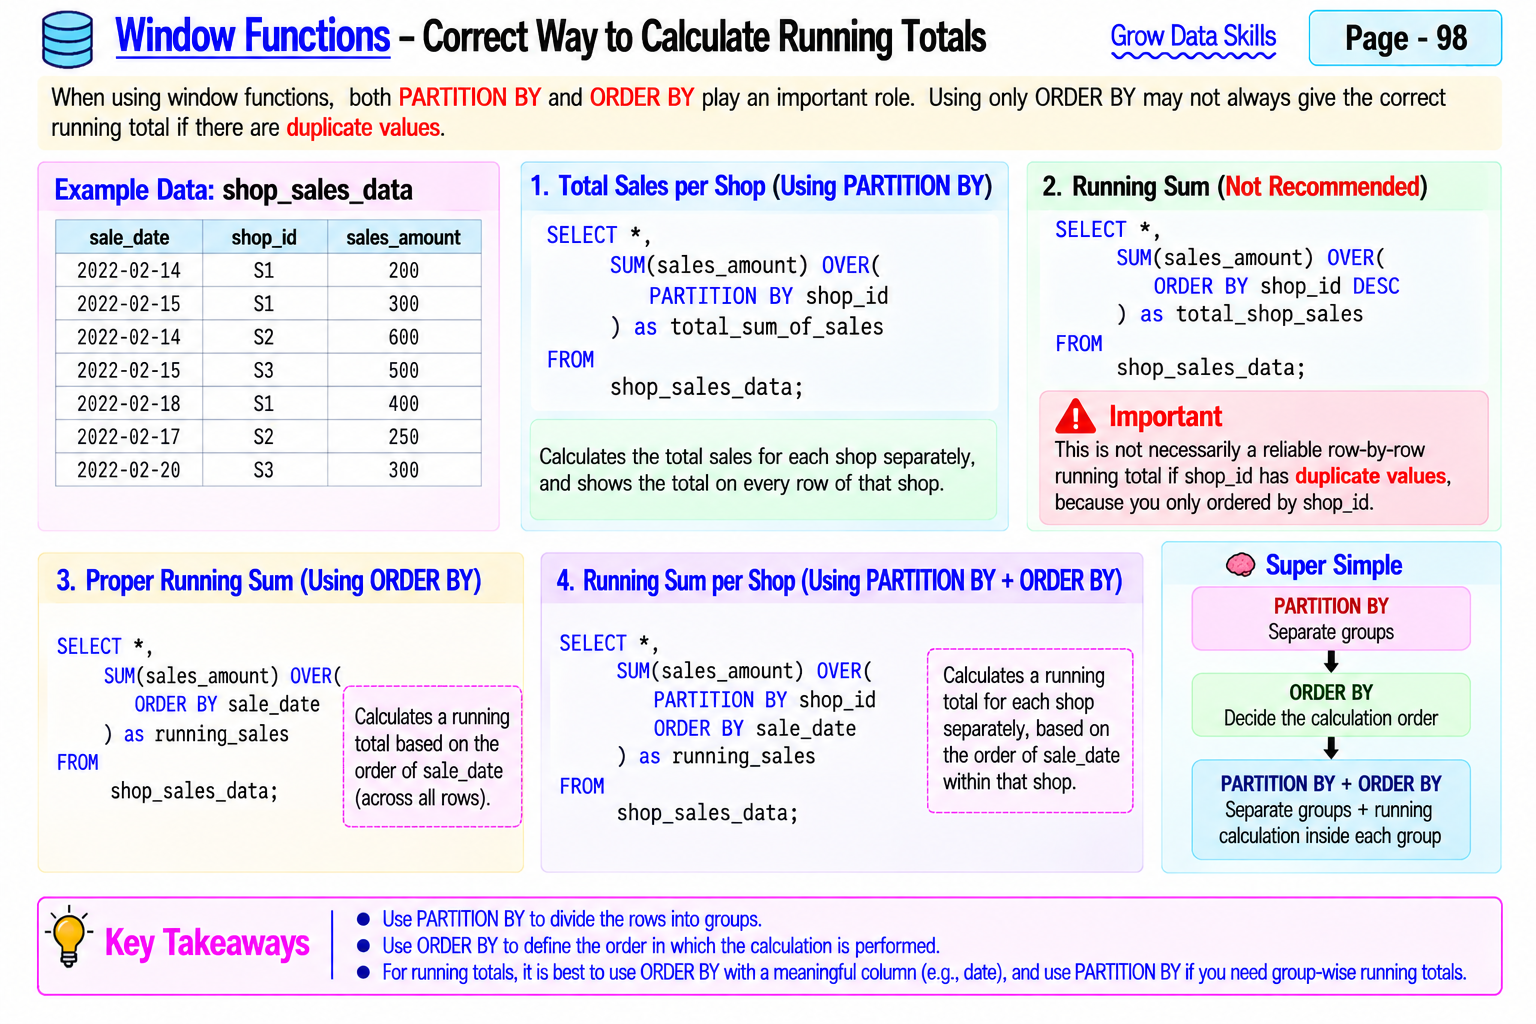 Window Functions – Correct Way to Calculate Running Totals
Grow Data Skills
Page - 98
When using window functions, both PARTITION BY and ORDER BY play an important role. Using only ORDER BY may not always give the correct
running total if there are duplicate values.
Example Data: shop_sales_data
sale_date shop_id sales_amount
2022-02-14 S1 200
2022-02-15 S1 300
2022-02-14 S2 600
2022-02-15 S3 500
2022-02-18 S1 400
2022-02-17 S2 250
2022-02-20 S3 300
1. Total Sales per Shop (Using PARTITION BY)
SELECT *,
SUM(sales_amount) OVER(
PARTITION BY shop_id
) as total_sum_of_sales
FROM
shop_sales_data;
Calculates the total sales for each shop separately,
and shows the total on every row of that shop.
2. Running Sum (Not Recommended)
SELECT *,
SUM(sales_amount) OVER(
ORDER BY shop_id DESC
) as total_shop_sales
FROM
shop_sales_data;
Important
This is not necessarily a reliable row-by-row
running total if shop_id has duplicate values,
because you only ordered by shop_id.
3. Proper Running Sum (Using ORDER BY)
SELECT *,
SUM(sales_amount) OVER(
ORDER BY sale_date
) as running_sales
FROM
shop_sales_data;
Calculates a running
total based on the
order of sale_date
(across all rows).
4. Running Sum per Shop (Using PARTITION BY + ORDER BY)
SELECT *,
SUM(sales_amount) OVER(
PARTITION BY shop_id
ORDER BY sale_date
) as running_sales
FROM
shop_sales_data;
Calculates a running
total for each shop
separately, based on
the order of sale_date
within that shop.
Super Simple
PARTITION BY
Separate groups
ORDER BY
Decide the calculation order
PARTITION BY + ORDER BY
Separate groups + running
calculation inside each group
Key Takeaways
● Use PARTITION BY to divide the rows into groups.
● Use ORDER BY to define the order in which the calculation is performed.
● For running totals, it is best to use ORDER BY with a meaningful column (e.g., date), and use PARTITION BY if you need group-wise running totals.